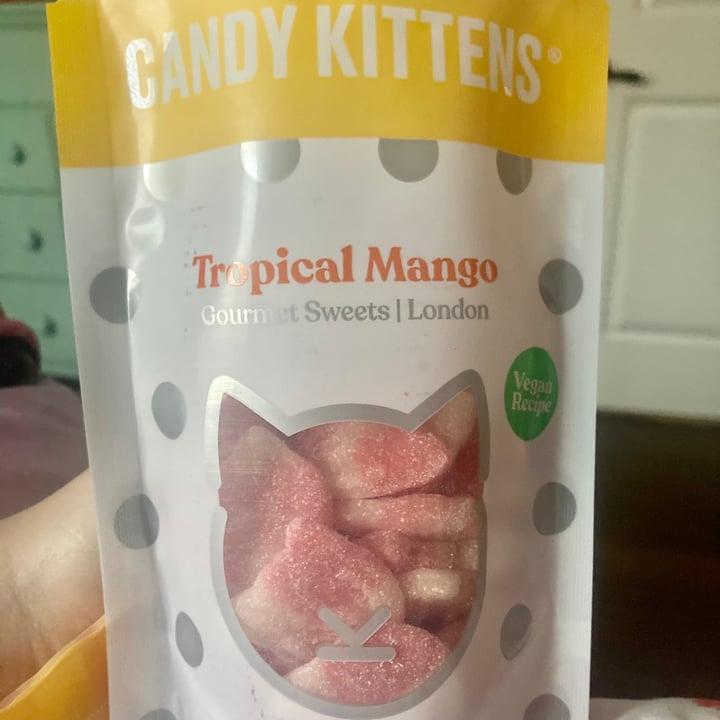 CANDY KITTENS®
Tropical Mango
Gourmet Sweets | London
Vegan
Recipe